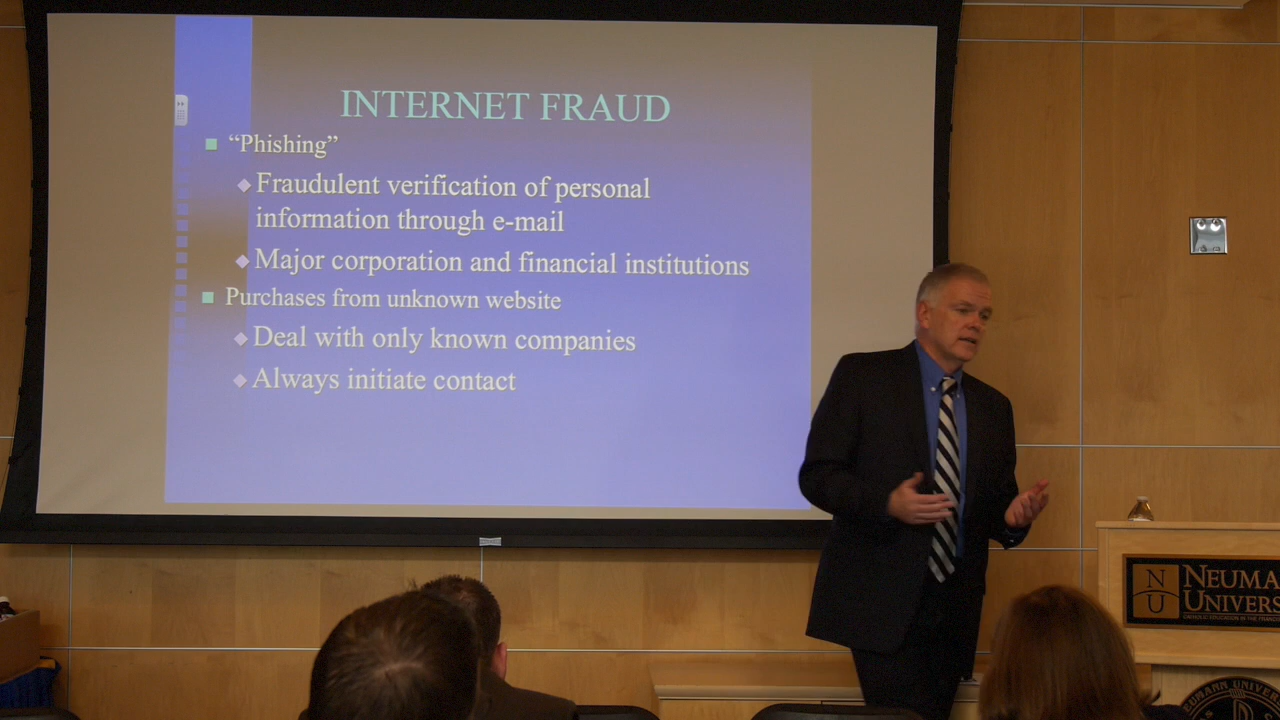 INTERNET FRAUD
“Phishing”
Fraudulent verification of personal
information through e-mail
Major corporation and financial institutions
Purchases from unknown website
Deal with only known companies
Always initiate contact
NU
NEUMA
UNIVERS